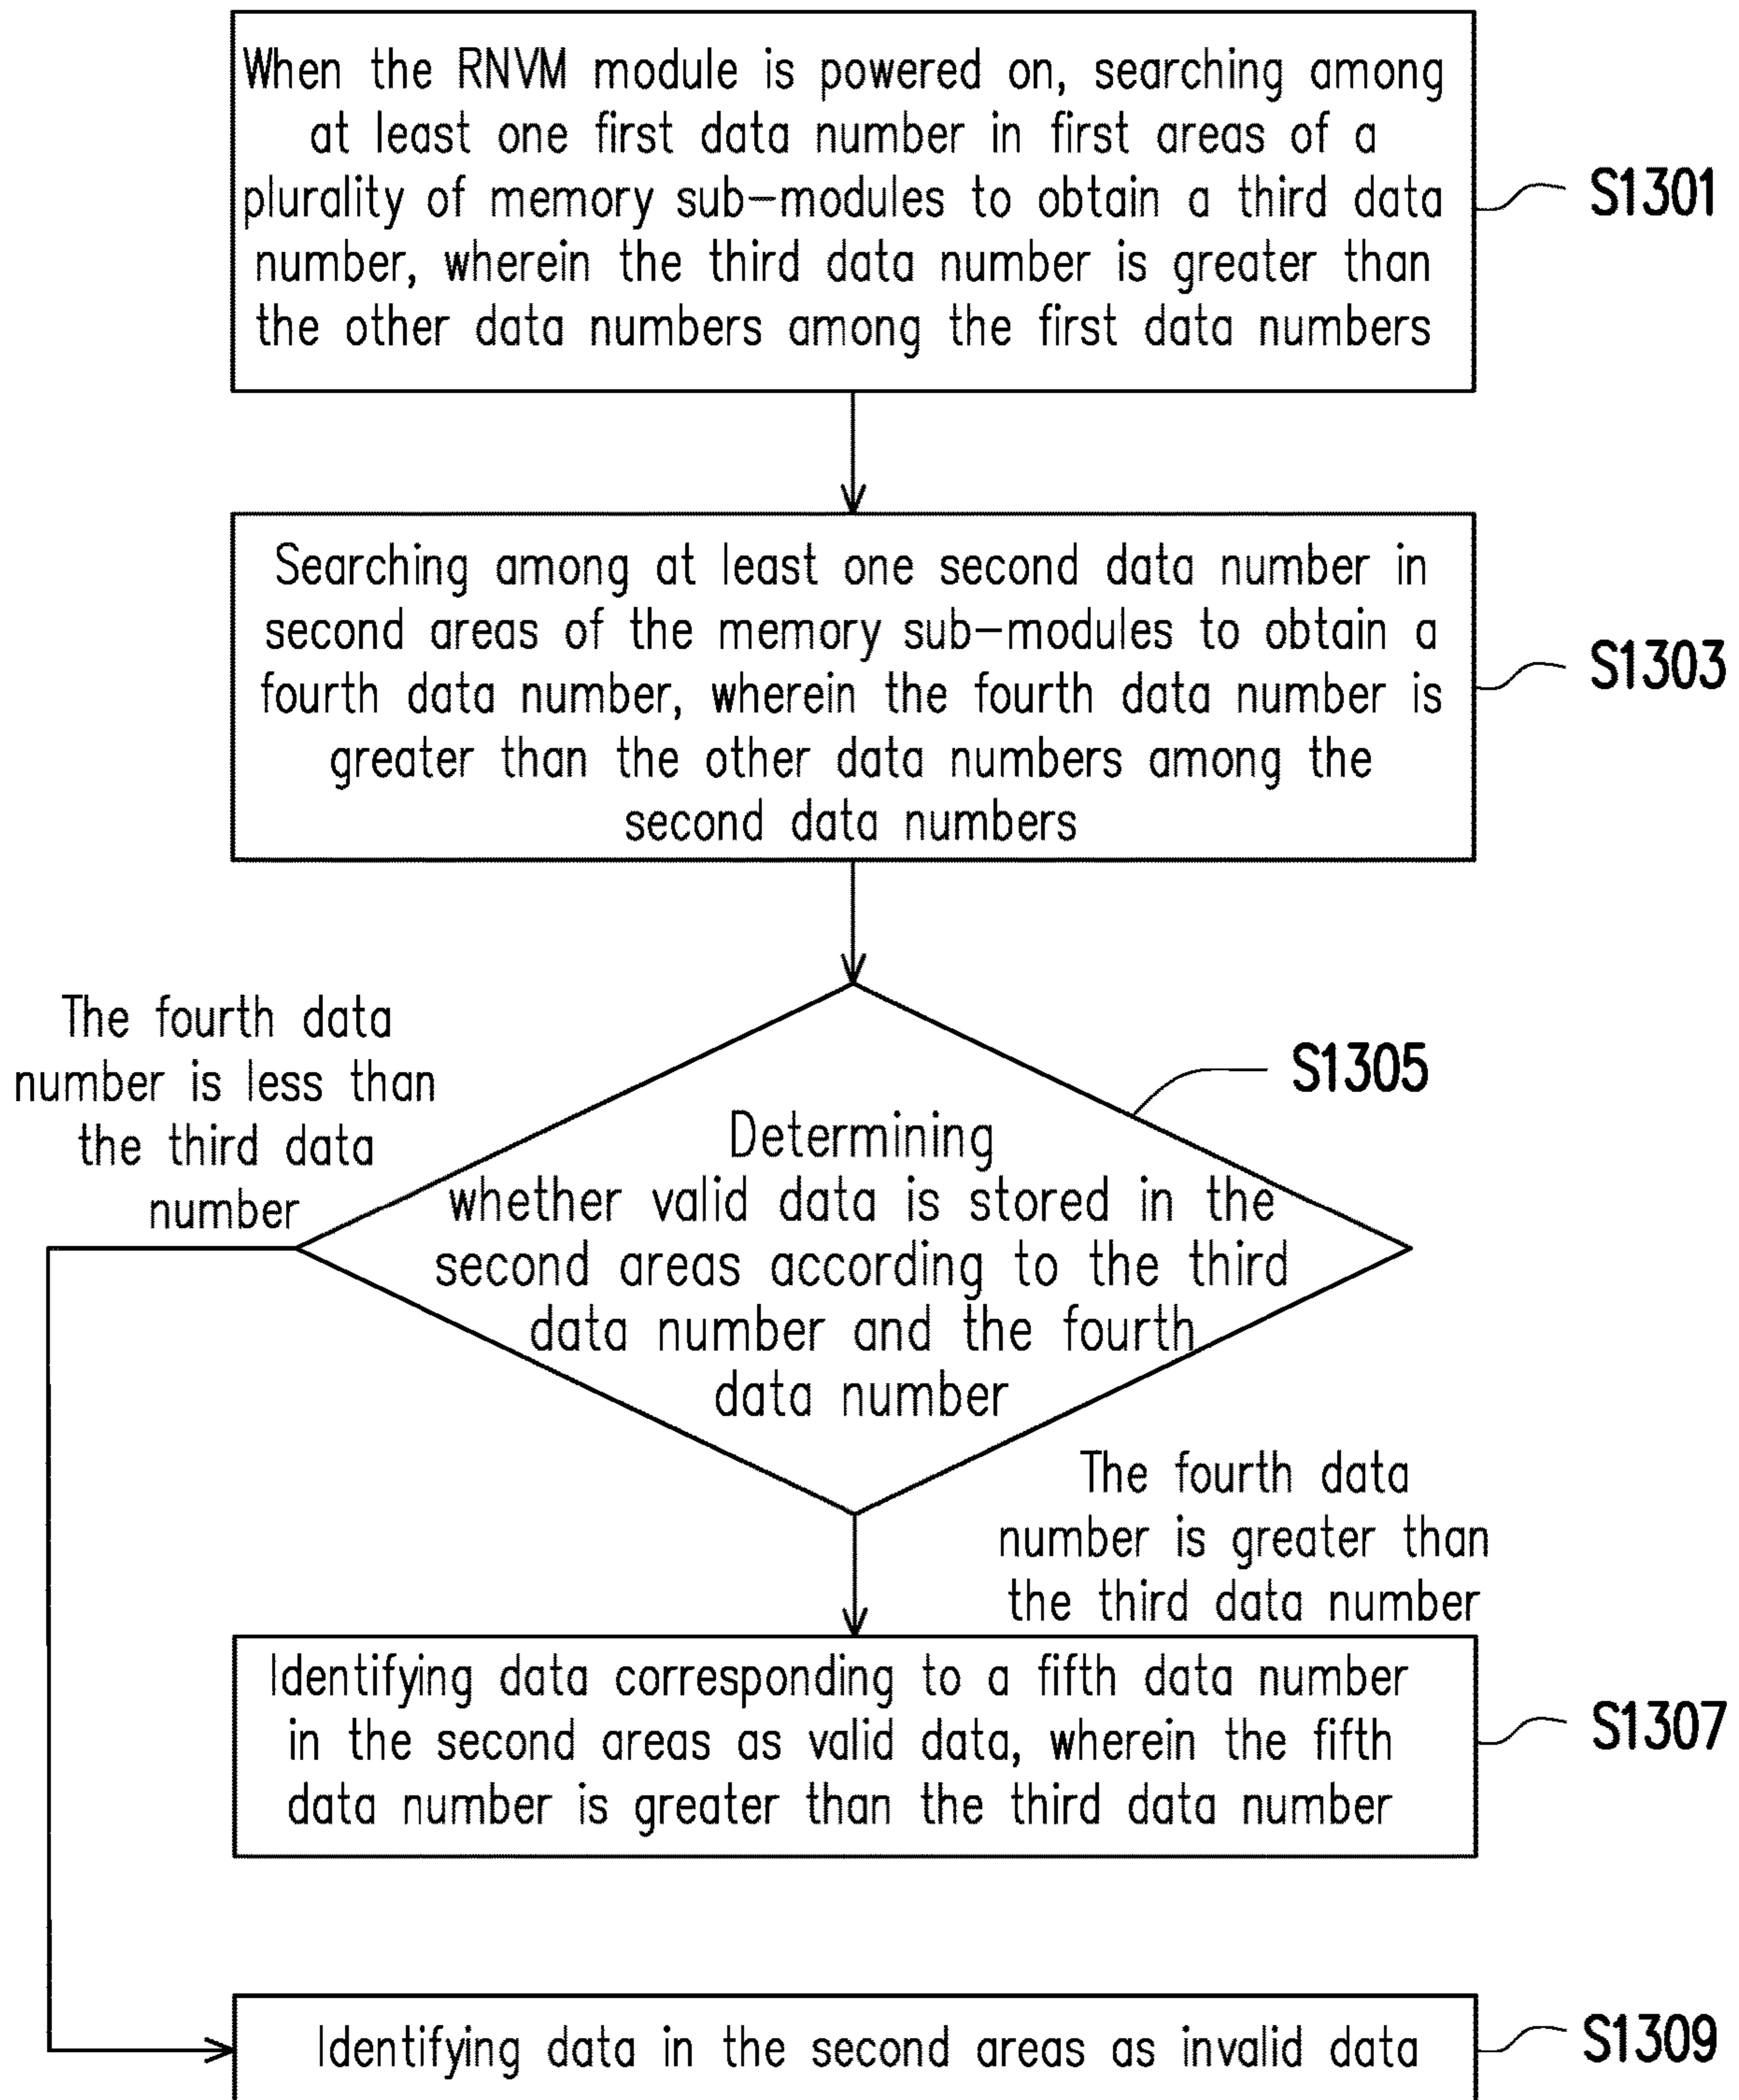 When the RNVM module is powered on, searching among
at least one first data number in first areas of a
plurality of memory sub-modules to obtain a third data
number, wherein the third data number is greater than
the other data numbers among the first data numbers
S1301
Searching among at least one second data number in
second areas of the memory sub-modules to obtain a
fourth data number, wherein the fourth data number is
greater than the other data numbers among the
second data numbers
S1303
The fourth data
number is less than
the third data
number
S1305
Determining
whether valid data is stored in the
second areas according to the third
data number and the fourth
data number
The fourth data
number is greater than
the third data number
Identifying data corresponding to a fifth data number
in the second areas as valid data, wherein the fifth
data number is greater than the third data number
S1307
Identifying data in the second areas as invalid data
S1309